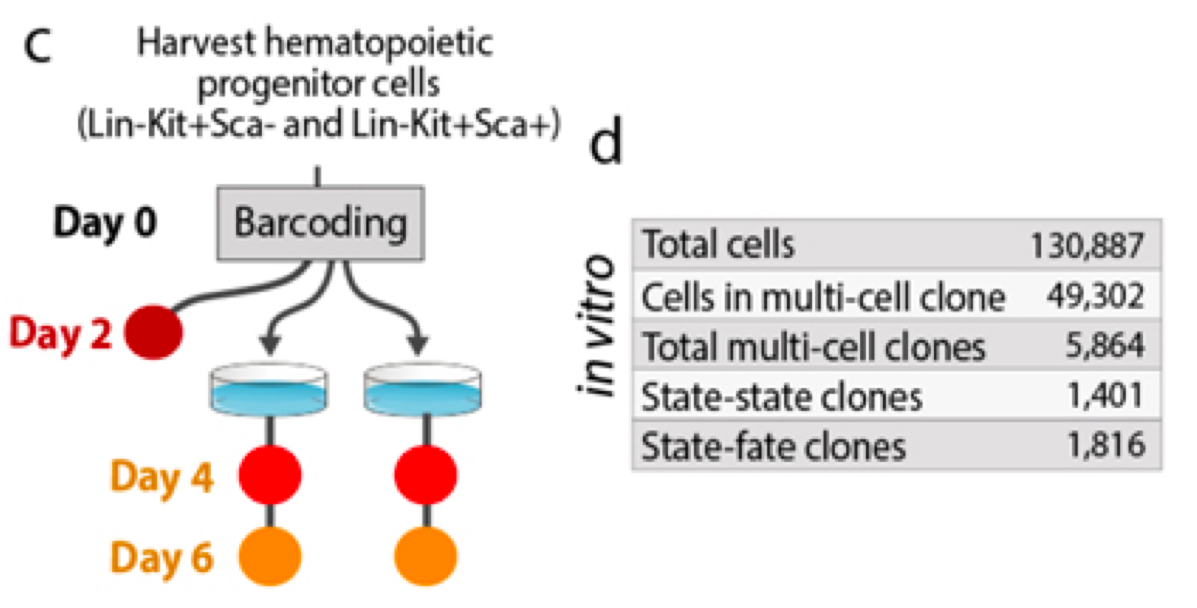 c
Harvest hematopoietic
progenitor cells
(Lin-Kit+Sca- and Lin-Kit+Sca+)
Day 0
Barcoding
Day 2
Day 4
Day 6
d
in vitro
Total cells 130,887
Cells in multi-cell clone 49,302
Total multi-cell clones 5,864
State-state clones 1,401
State-fate clones 1,816